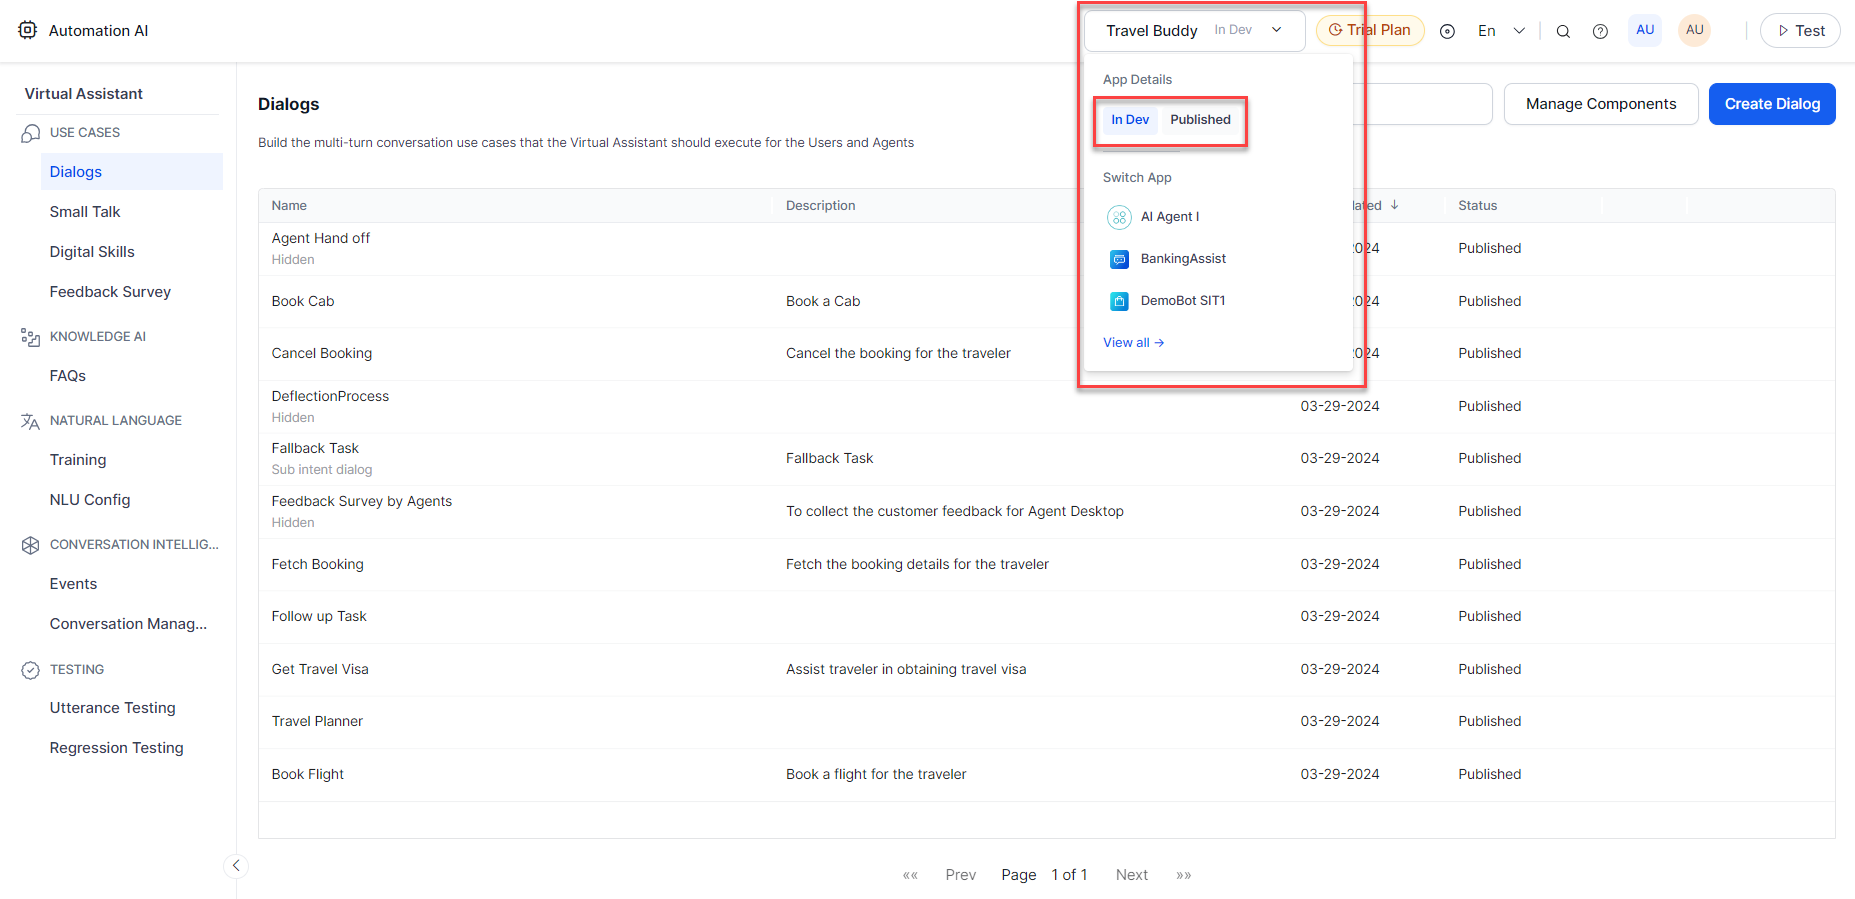 Automation AI
Travel Buddy In Dev
Trial Plan
En
AU
AU
Test
Virtual Assistant
USE CASES
Dialogs
Small Talk
Digital Skills
Feedback Survey
KNOWLEDGE AI
FAQs
NATURAL LANGUAGE
Training
NLU Config
CONVERSATION INTELLIG...
Events
Conversation Manag...
TESTING
Utterance Testing
Regression Testing
Dialogs
Build the multi-turn conversation use cases that the Virtual Assistant should execute for the Users and Agents
Manage Components
Create Dialog
App Details
In Dev Published
Switch App
AI Agent I
BankingAssist
DemoBot SIT1
View all →
Name Description ated ↓ Status
Agent Hand off
Hidden
024 Published
Book Cab Book a Cab 024 Published
Cancel Booking Cancel the booking for the traveler 024 Published
DeflectionProcess
Hidden
03-29-2024 Published
Fallback Task
Sub intent dialog
Fallback Task 03-29-2024 Published
Feedback Survey by Agents
Hidden
To collect the customer feedback for Agent Desktop 03-29-2024 Published
Fetch Booking Fetch the booking details for the traveler 03-29-2024 Published
Follow up Task 03-29-2024 Published
Get Travel Visa Assist traveler in obtaining travel visa 03-29-2024 Published
Travel Planner 03-29-2024 Published
Book Flight Book a flight for the traveler 03-29-2024 Published
«« Prev Page 1 of 1 Next »»